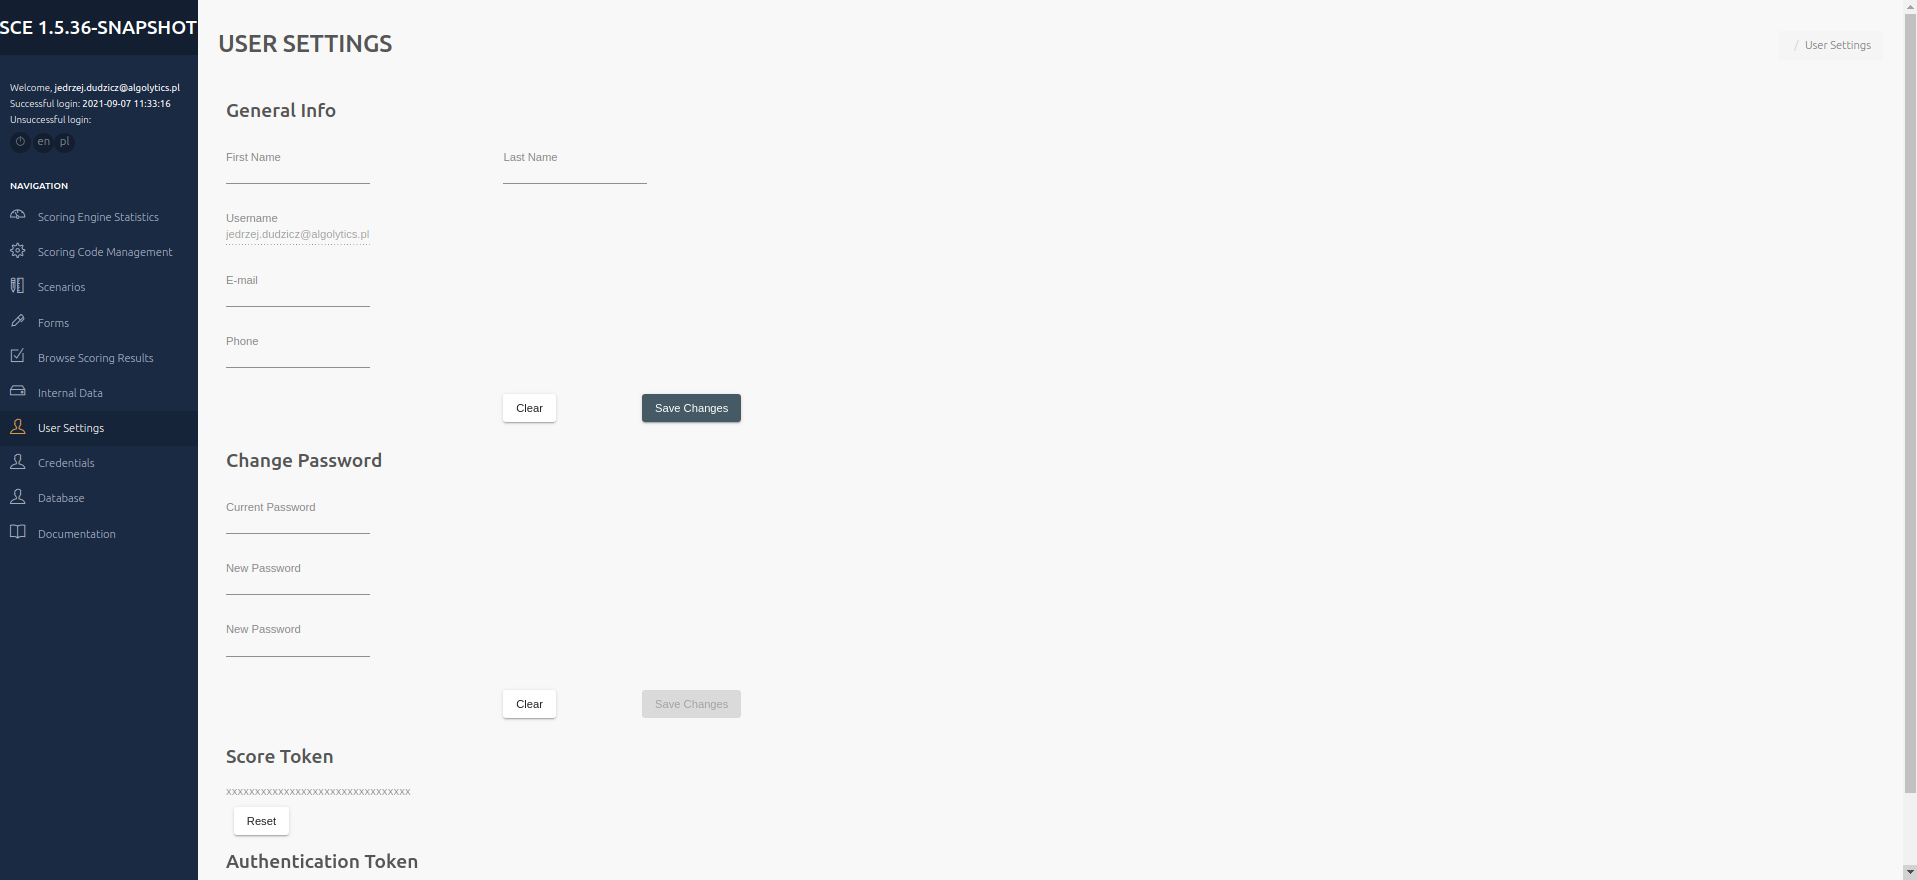 SCE 1.5.36-SNAPSHOT
Welcome, jedrzej.dudzicz@algolytics.pl
Successful login: 2021-09-07 11:33:16
Unsuccessful login:
en pl
NAVIGATION
Scoring Engine Statistics
Scoring Code Management
Scenarios
Forms
Browse Scoring Results
Internal Data
User Settings
Credentials
Database
Documentation
USER SETTINGS
/ User Settings
General Info
First Name Last Name
Username
jedrzej.dudzicz@algolytics.pl
E-mail
Phone
Clear Save Changes
Change Password
Current Password
New Password
New Password
Clear Save Changes
Score Token
xxxxxxxxxxxxxxxxxxxxxxxxxxxxxxxx
Reset
Authentication Token